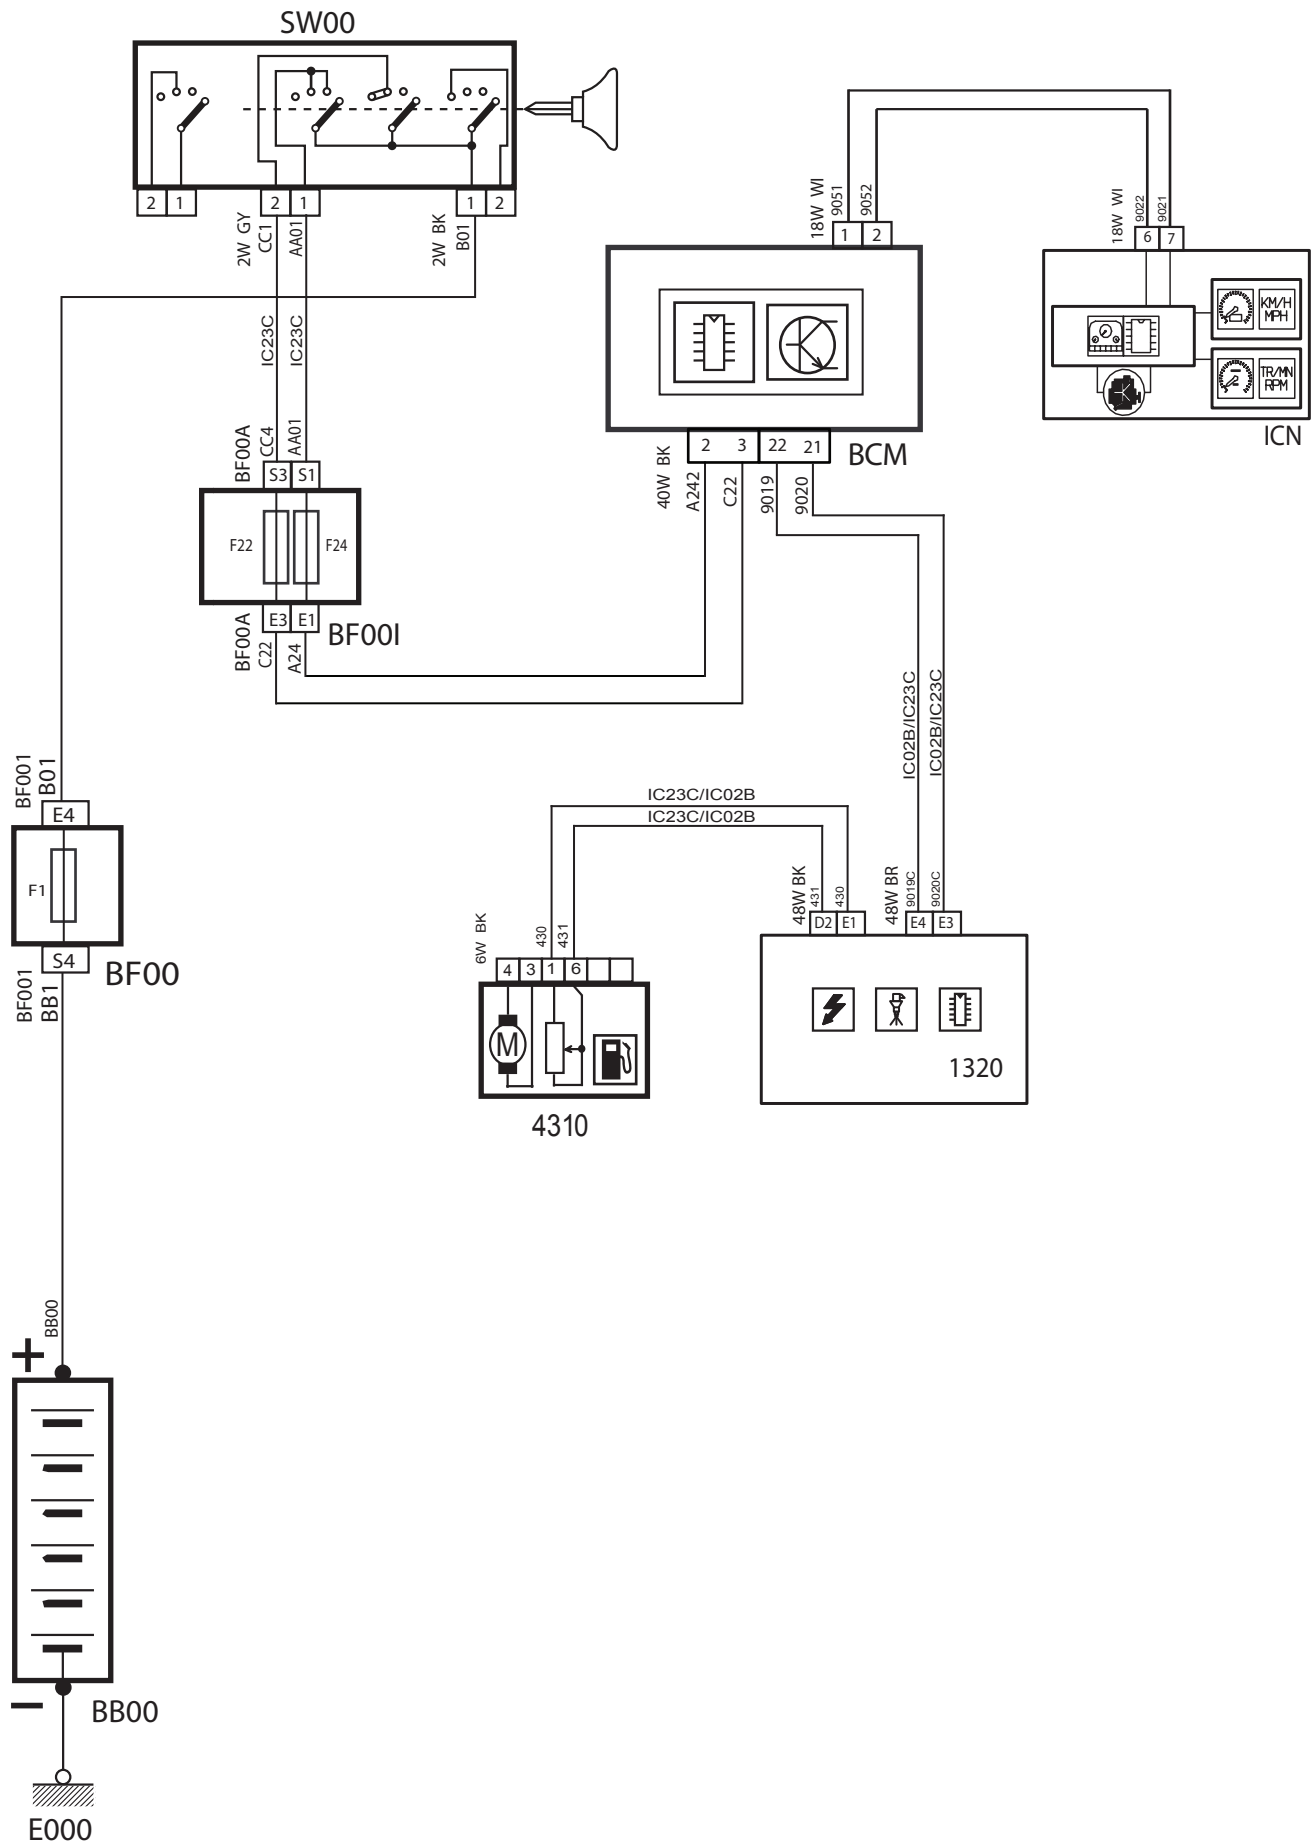 SW00
2 1
2 1
1 2
2W GY
CC1
AA01
2W BK
B01
IC23C
IC23C
18W WI
9051
9052
1 2
18W WI
9022
9021
6 7
KM/H
MPH
TR/MN
RPM
ICN
2 3 22 21
BCM
40W BK
A242
C22
9019
9020
BF00A
CC4
AA01
S3 S1
F22
F24
E3 E1
BF00I
BF00A
C22
A24
IC02B/IC23C
IC02B/IC23C
BF001
B01
E4
F1
S4
BF00
BF001
BB1
IC23C/IC02B
IC23C/IC02B
48W BK
431
430
48W BR
9019C
9020C
D2 E1
E4 E3
1320
6W BK
430
431
4 3 1 6
M
4310
BB00
+
–
BB00
E000